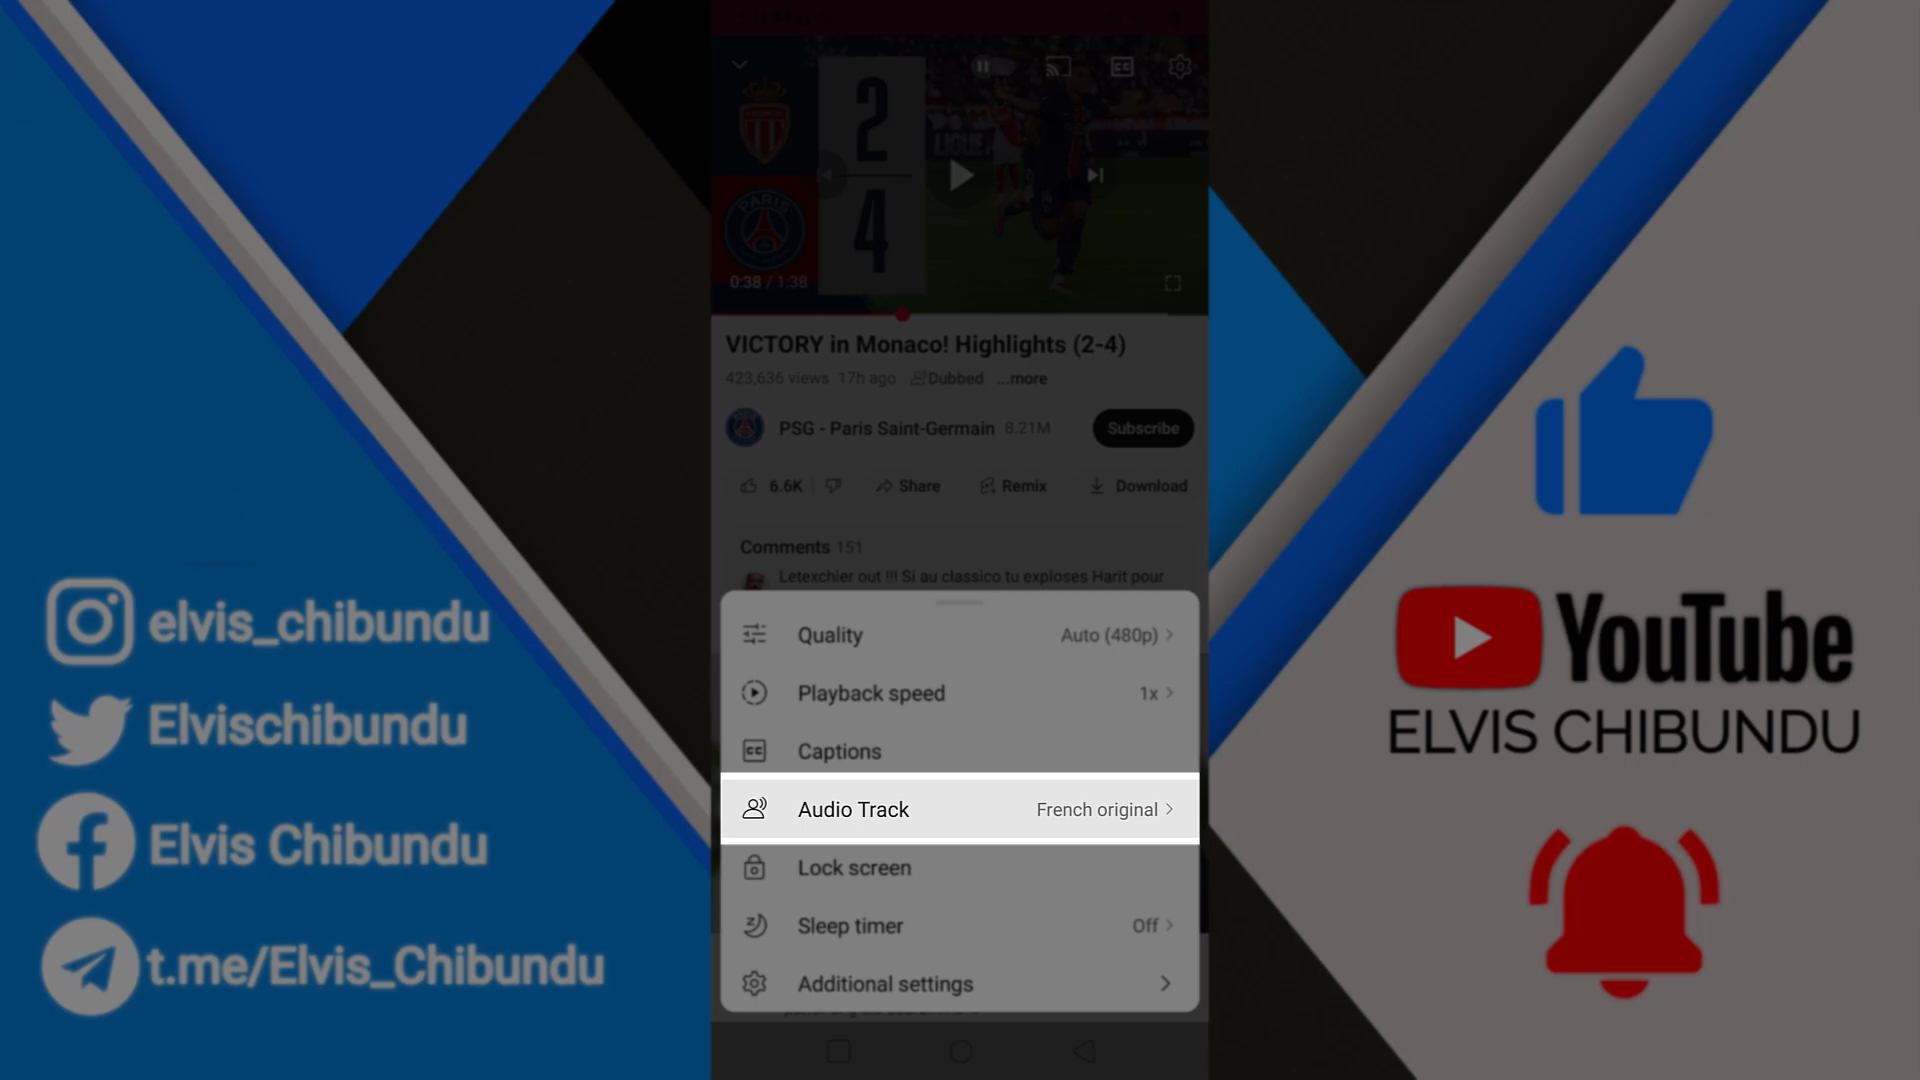 2
4
LIGUE
PARIS
0:38 / 1:38
VICTORY in Monaco! Highlights (2-4)
423,636 views 17h ago Dubbed ...more
PSG - Paris Saint-Germain 8.21M
Subscribe
6.6K
Share
Remix
Download
Comments 151
Letexchier out !!! Si au classico tu exploses Harit pour
Quality
Auto (480p)
Playback speed
1x
CC
Captions
Audio Track
French original
Lock screen
Sleep timer
Off
Additional settings
elvis_chibundu
Elvischibundu
Elvis Chibundu
t.me/Elvis_Chibundu
YouTube
ELVIS CHIBUNDU